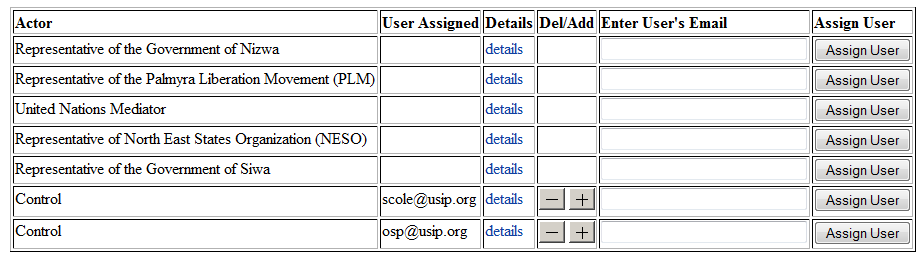 Actor User Assigned Details Del/Add Enter User's Email Assign User
Representative of the Government of Nizwa details Assign User
Representative of the Palmyra Liberation Movement (PLM) details Assign User
United Nations Mediator details Assign User
Representative of North East States Organization (NESO) details Assign User
Representative of the Government of Siwa details Assign User
Control scole@usip.org details − + Assign User
Control osp@usip.org details − + Assign User